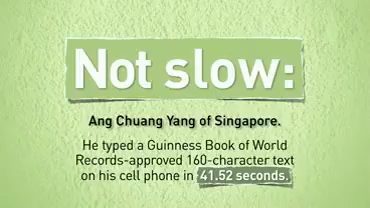 Not slow:
Ang Chuang Yang of Singapore.
He typed a Guinness Book of World
Records-approved 160-character text
on his cell phone in 41.52 seconds.